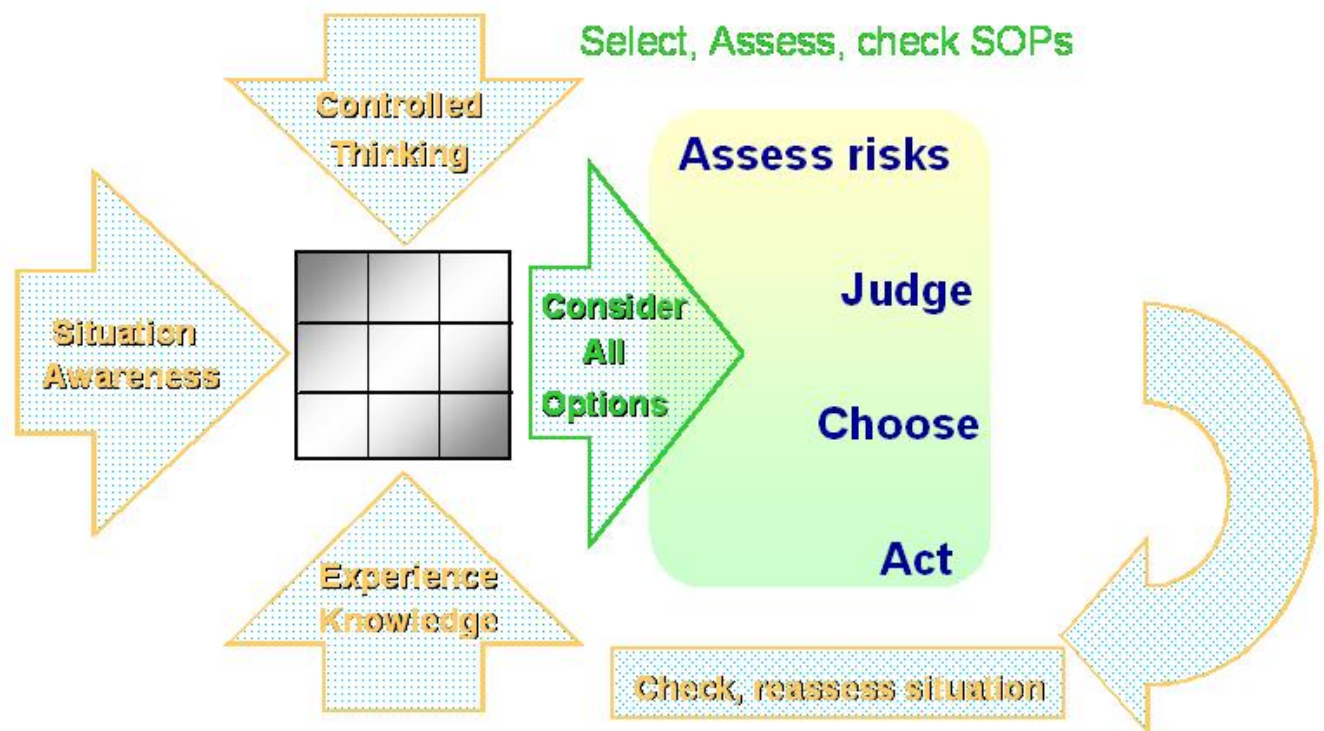 Select, Assess, check SOPs
Controlled
Thinking
Assess risks
Situation
Awareness
Consider
All
Options
Judge
Choose
Act
Experience
Knowledge
Check, reassess situation